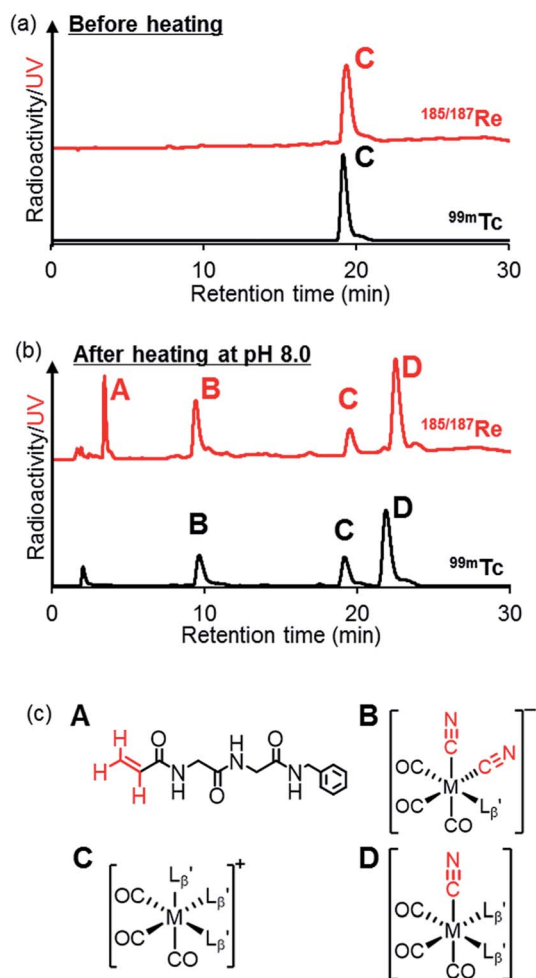 (a) Before heating
Radioactivity/UV
C
185/187Re
C
99mTc
0 10 20 30
Retention time (min)
(b) After heating at pH 8.0
Radioactivity/UV
A B C D
185/187Re
B C D
99mTc
0 10 20 30
Retention time (min)
(c) A
H H H O N H O H N O N H
B
N C C N OC OC M Lβ' CO −
C
Lβ' + OC Lβ' M OC Lβ' CO
D
N C OC Lβ' M OC Lβ' CO